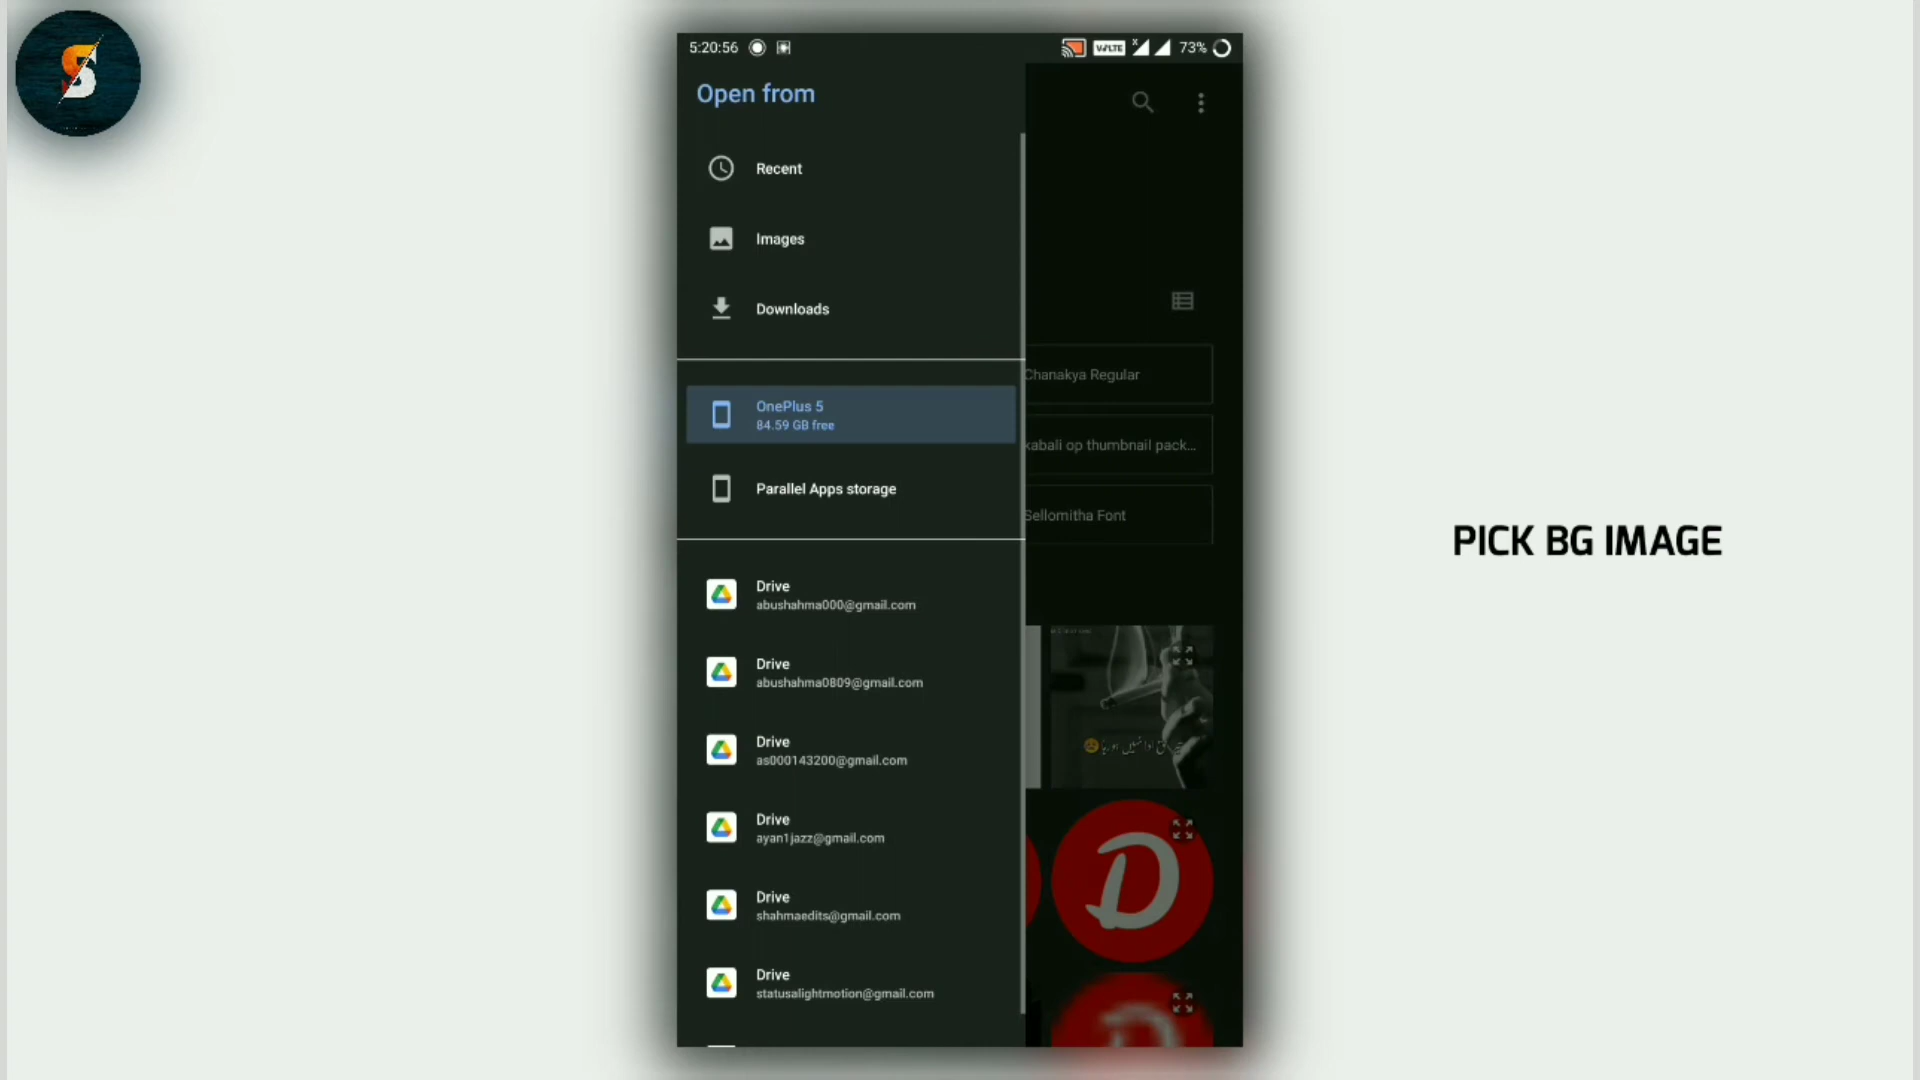 5:20:56
VoLTE
73%
Open from
Recent
Images
Downloads
Chanakya Regular
OnePlus 5
84.59 GB free
kabali op thumbnail pack...
Parallel Apps storage
Sellomitha Font
Drive
abushahma000@gmail.com
Drive
abushahma0809@gmail.com
Drive
as000143200@gmail.com
Drive
ayan1jazz@gmail.com
Drive
shahmaedits@gmail.com
Drive
statusalightmotion@gmail.com
D
S
PICK BG IMAGE